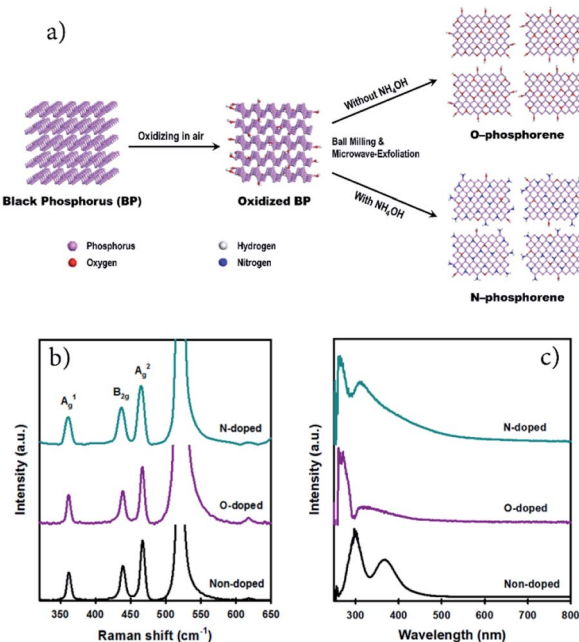 a)
Oxidizing in air
Black Phosphorus (BP)
Oxidized BP
Without NH4OH
Ball Milling &
Microwave-Exfoliation
With NH4OH
O–phosphorene
N–phosphorene
Phosphorus
Hydrogen
Oxygen
Nitrogen
b)
Ag1
B2g
Ag2
N-doped
O-doped
Non-doped
Intensity (a.u.)
350 400 450 500 550 600 650
Raman shift (cm-1)
c)
N-doped
O-doped
Non-doped
Intensity (a.u.)
300 400 500 600 700 800
Wavelength (nm)